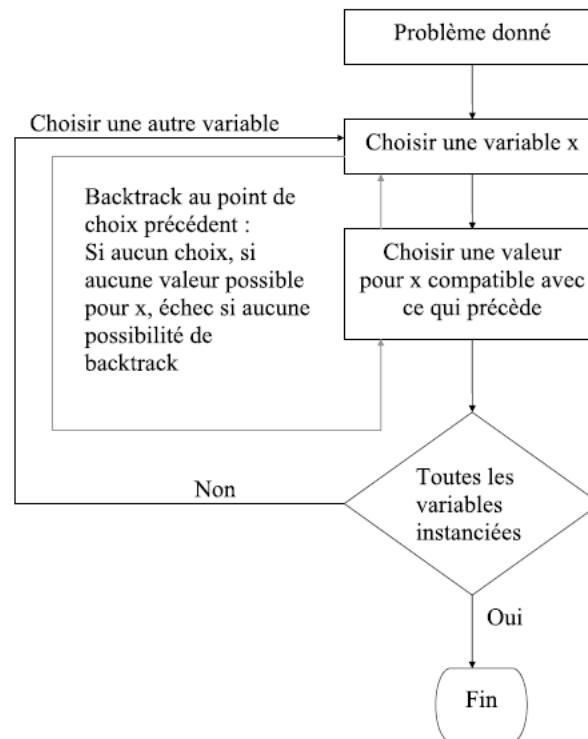 Problème donné
Choisir une autre variable
Choisir une variable x
Backtrack au point de
choix précédent :
Si aucun choix, si
aucune valeur possible
pour x, échec si aucune
possibilité de
backtrack
Choisir une valeur
pour x compatible avec
ce qui précède
Toutes les
variables
instanciées
Non
Oui
Fin